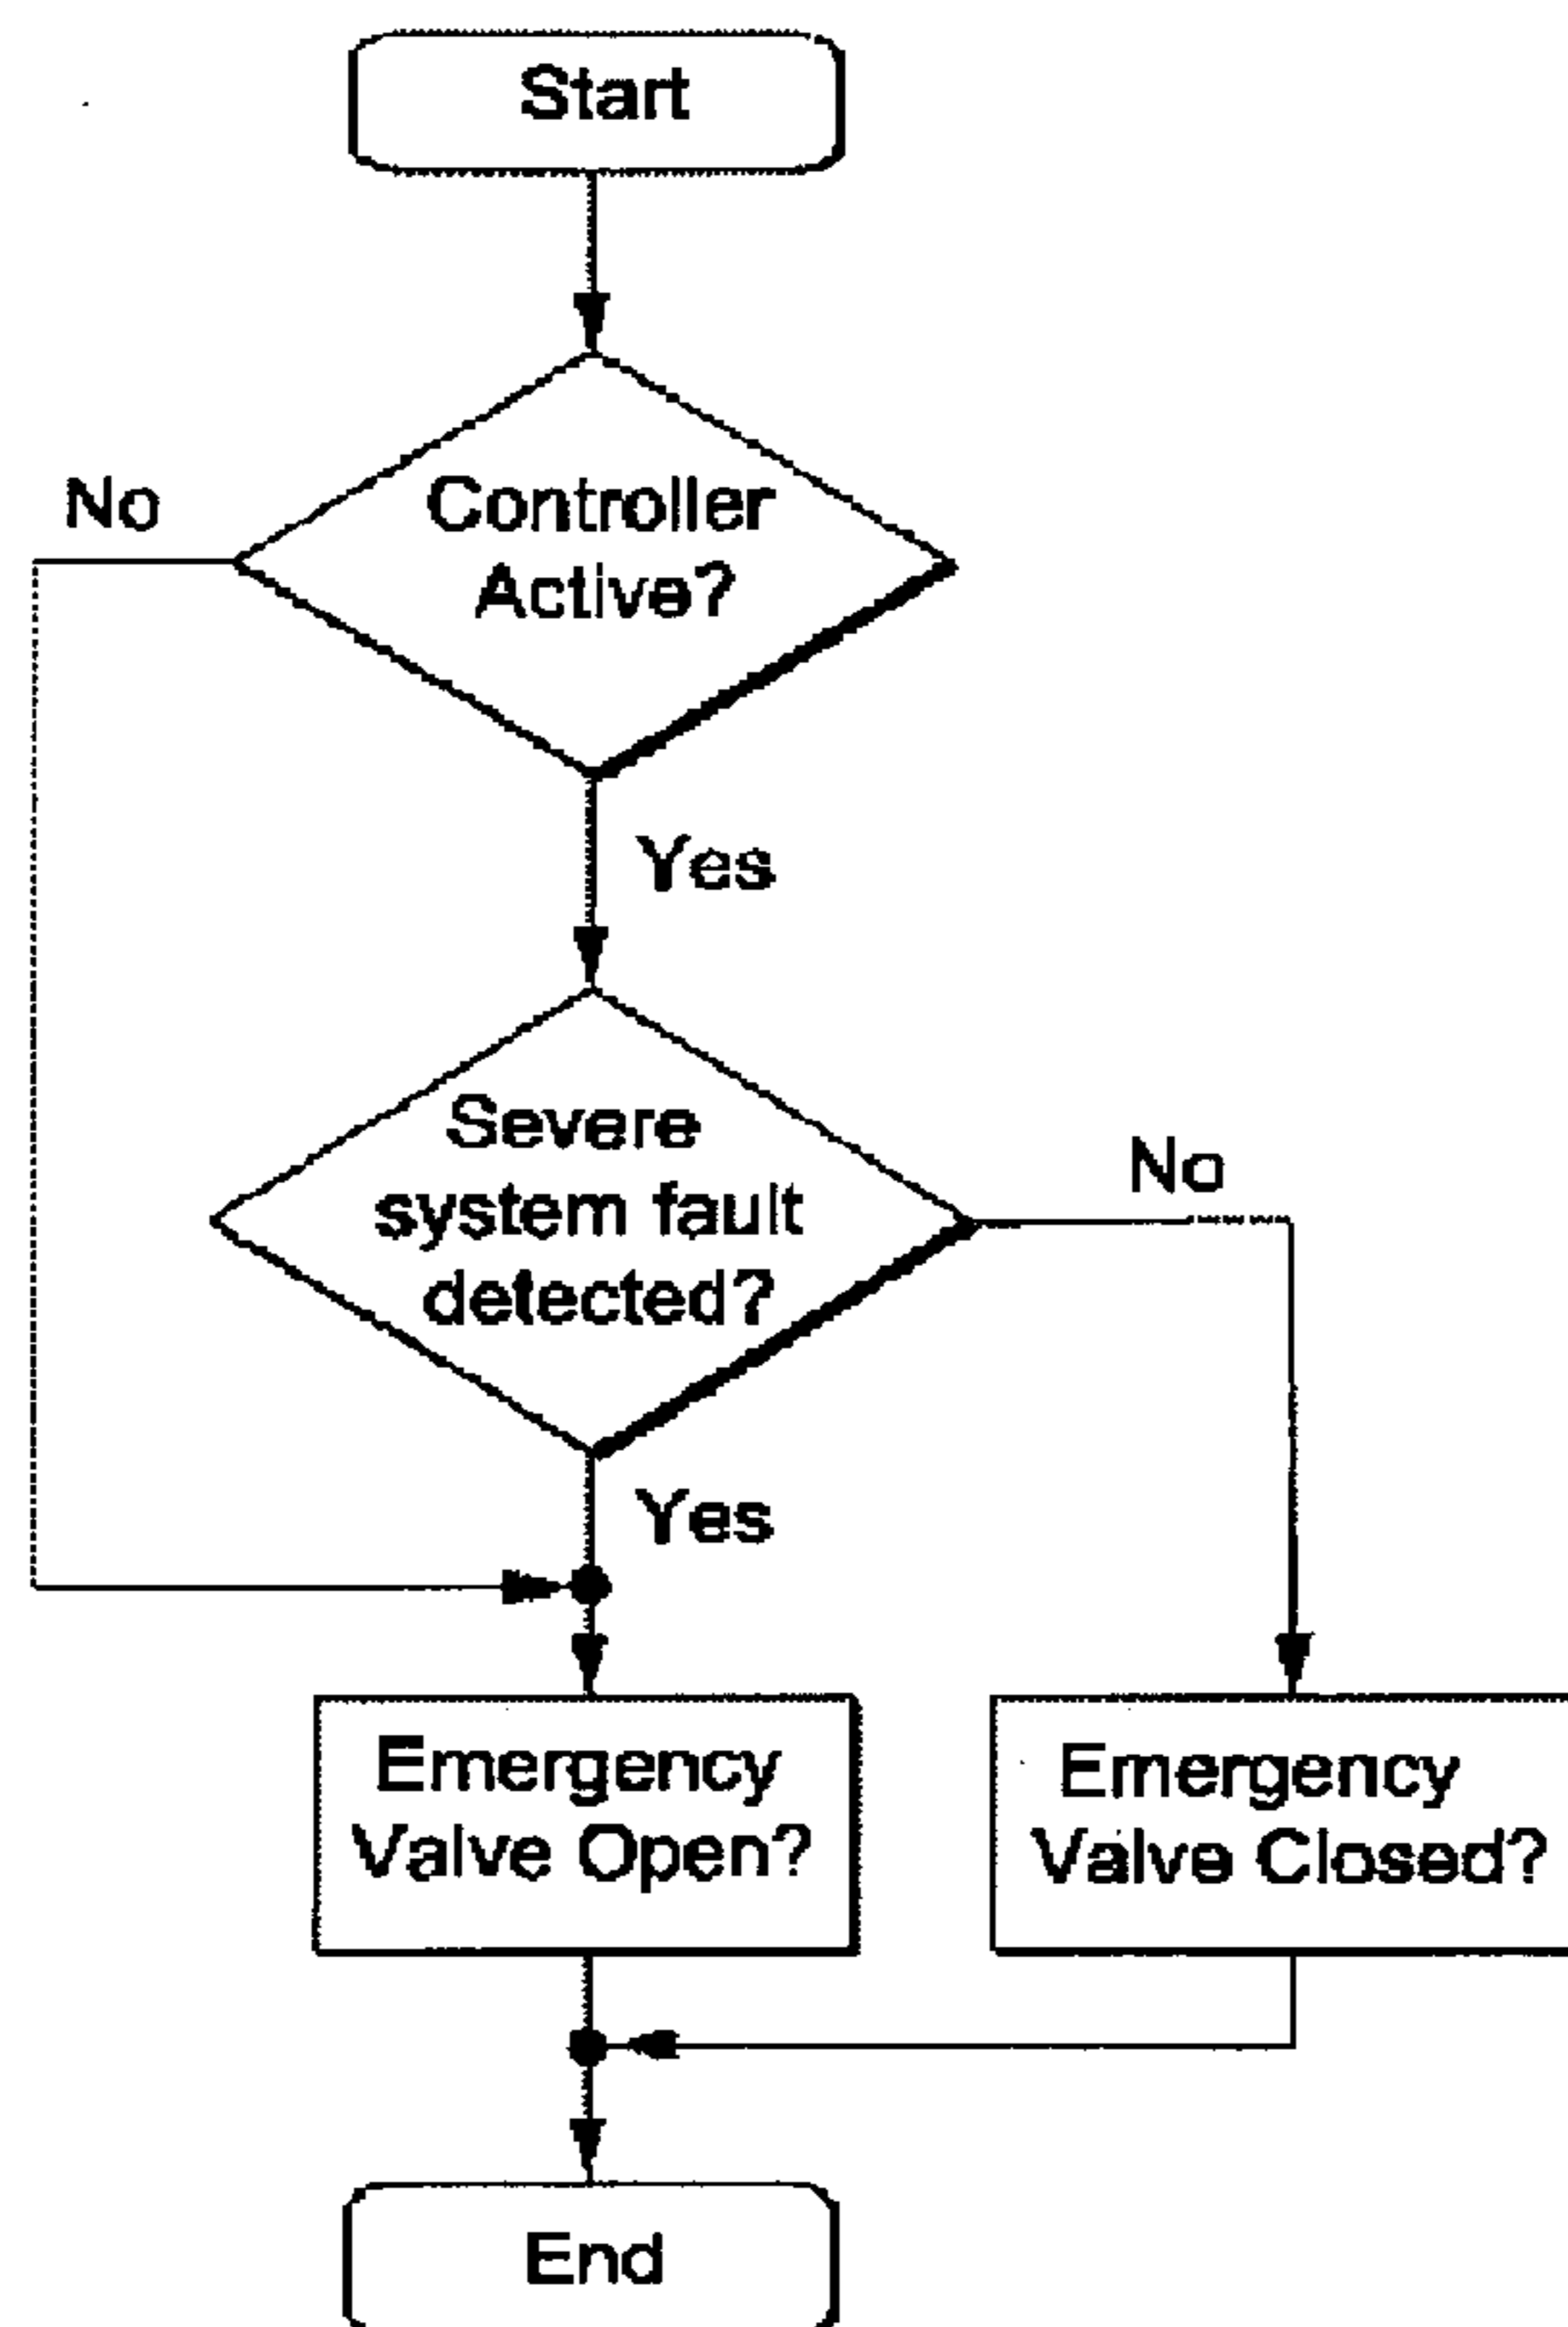 Start
No
Controller
Active?
Yes
Severe
system fault
detected?
No
Yes
Emergency
Valve Open?
Emergency
Valve Closed?
End